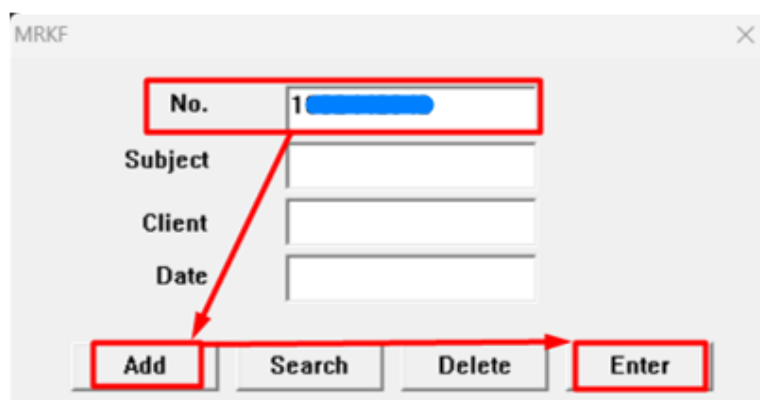 MRKF
No. 1
Subject
Client
Date
Add Search Delete Enter